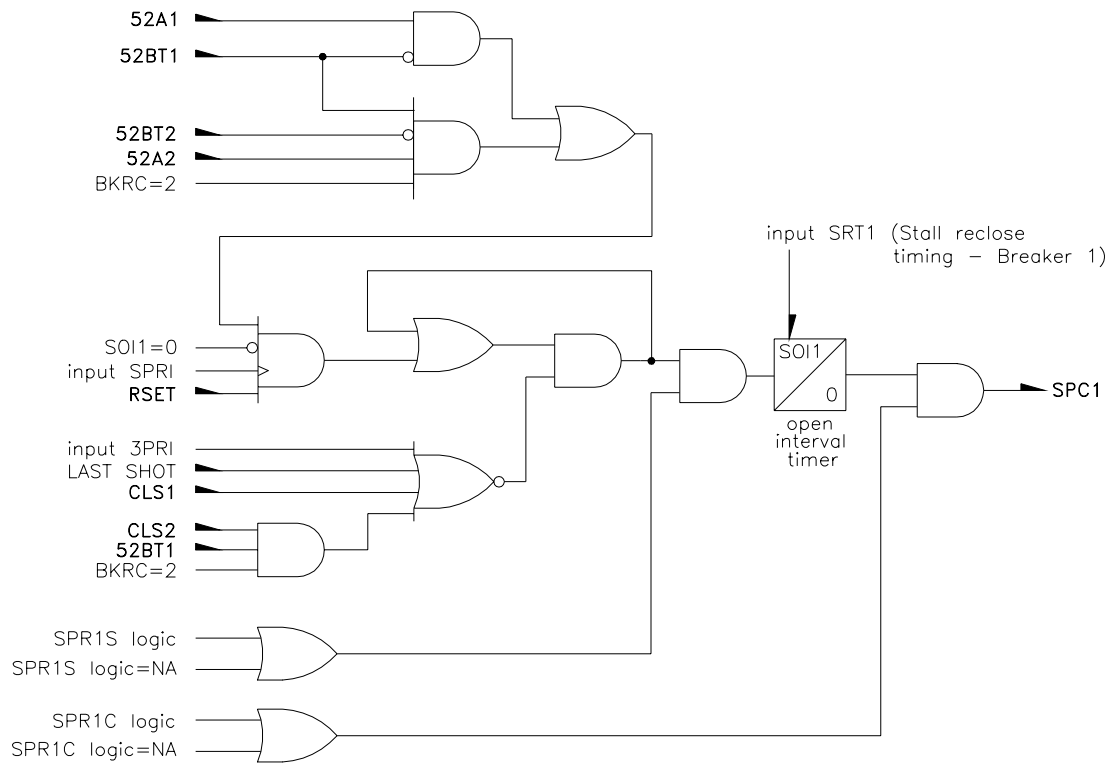 52A1
52BT1
52BT2
52A2
BKRC=2
input SRT1 (Stall reclose
timing – Breaker 1)
SOI1=0
input SPRI
RSET
SOI1
0
open
interval
timer
SPC1
input 3PRI
LAST SHOT
CLS1
CLS2
52BT1
BKRC=2
SPR1S logic
SPR1S logic=NA
SPR1C logic
SPR1C logic=NA